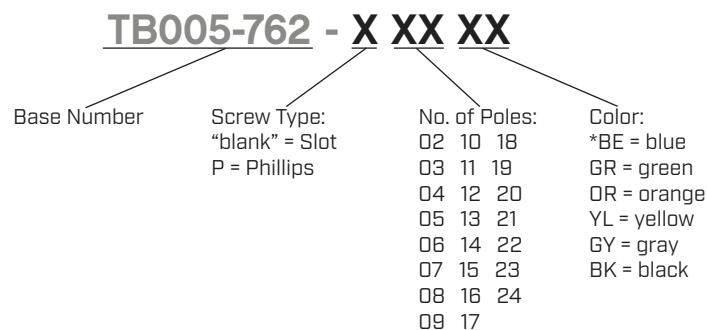 TB005-762 - X XX XX
Base Number
Screw Type:
“blank” = Slot
P = Phillips
No. of Poles:
02 10 18
03 11 19
04 12 20
05 13 21
06 14 22
07 15 23
08 16 24
09 17
Color:
*BE = blue
GR = green
OR = orange
YL = yellow
GY = gray
BK = black